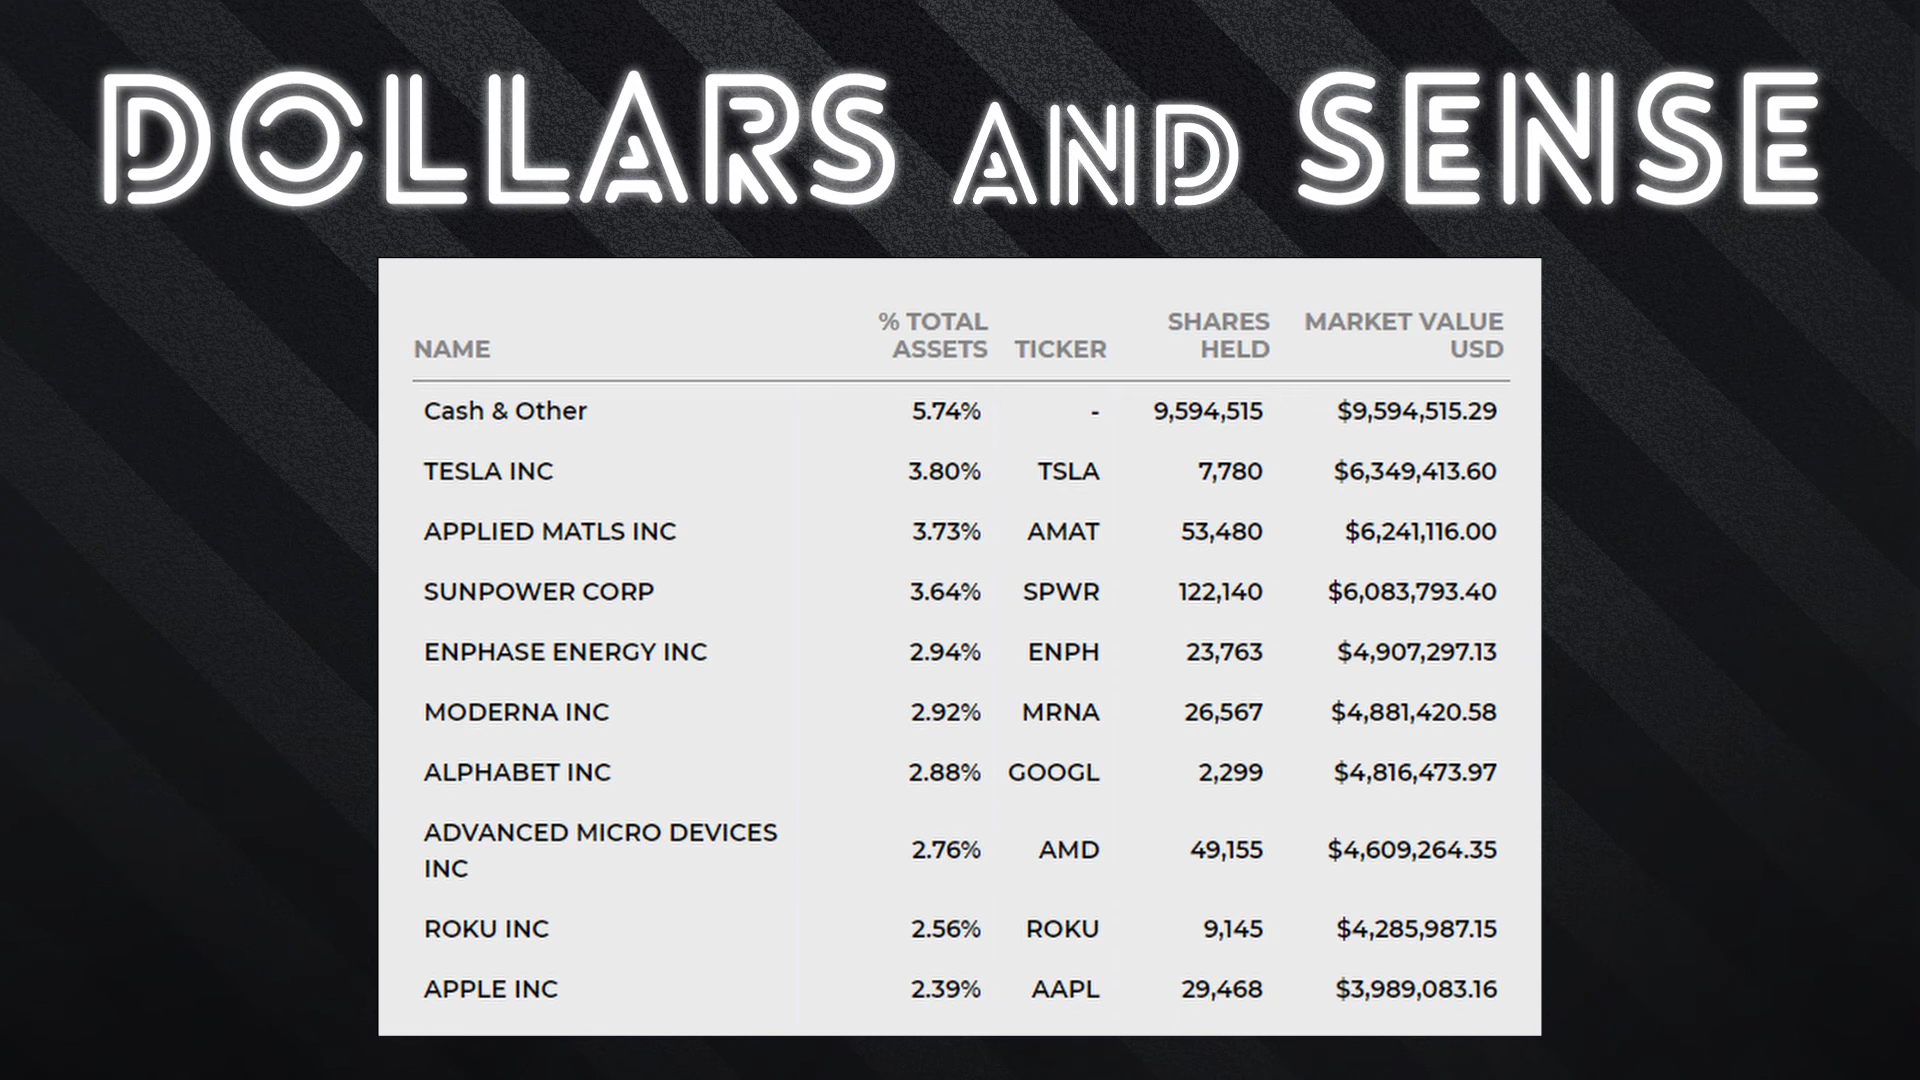 DOLLARS AND SENSE
NAME % TOTAL ASSETS TICKER SHARES HELD MARKET VALUE USD
Cash & Other 5.74% - 9,594,515 $9,594,515.29
TESLA INC 3.80% TSLA 7,780 $6,349,413.60
APPLIED MATLS INC 3.73% AMAT 53,480 $6,241,116.00
SUNPOWER CORP 3.64% SPWR 122,140 $6,083,793.40
ENPHASE ENERGY INC 2.94% ENPH 23,763 $4,907,297.13
MODERNA INC 2.92% MRNA 26,567 $4,881,420.58
ALPHABET INC 2.88% GOOGL 2,299 $4,816,473.97
ADVANCED MICRO DEVICES INC 2.76% AMD 49,155 $4,609,264.35
ROKU INC 2.56% ROKU 9,145 $4,285,987.15
APPLE INC 2.39% AAPL 29,468 $3,989,083.16